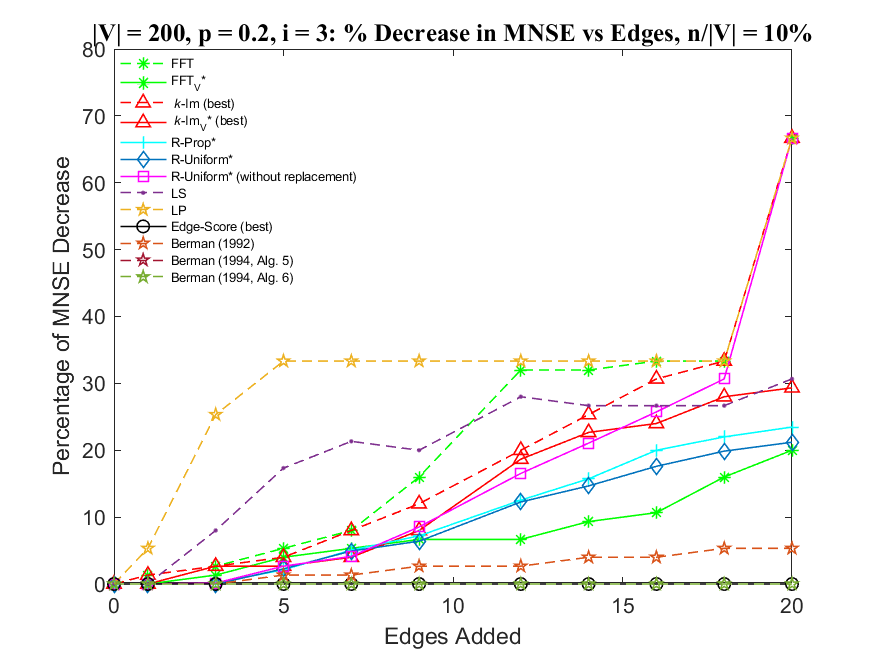 |V| = 200, p = 0.2, i = 3: % Decrease in MNSE vs Edges, n/|V| = 10%
80
70
60
50
40
30
20
10
0
Percentage of MNSE Decrease
FFT
FFT_V*
k-Im (best)
k-Im_V* (best)
R-Prop*
R-Uniform*
R-Uniform* (without replacement)
LS
LP
Edge-Score (best)
Berman (1992)
Berman (1994, Alg. 5)
Berman (1994, Alg. 6)
0 5 10 15 20
Edges Added